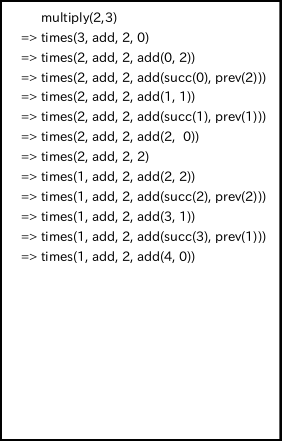 multiply(2,3)
=> times(3, add, 2, 0)
=> times(2, add, 2, add(0, 2))
=> times(2, add, 2, add(succ(0), prev(2)))
=> times(2, add, 2, add(1, 1))
=> times(2, add, 2, add(succ(1), prev(1)))
=> times(2, add, 2, add(2,  0))
=> times(2, add, 2, 2)
=> times(1, add, 2, add(2, 2))
=> times(1, add, 2, add(succ(2), prev(2)))
=> times(1, add, 2, add(3, 1))
=> times(1, add, 2, add(succ(3), prev(1)))
=> times(1, add, 2, add(4, 0))